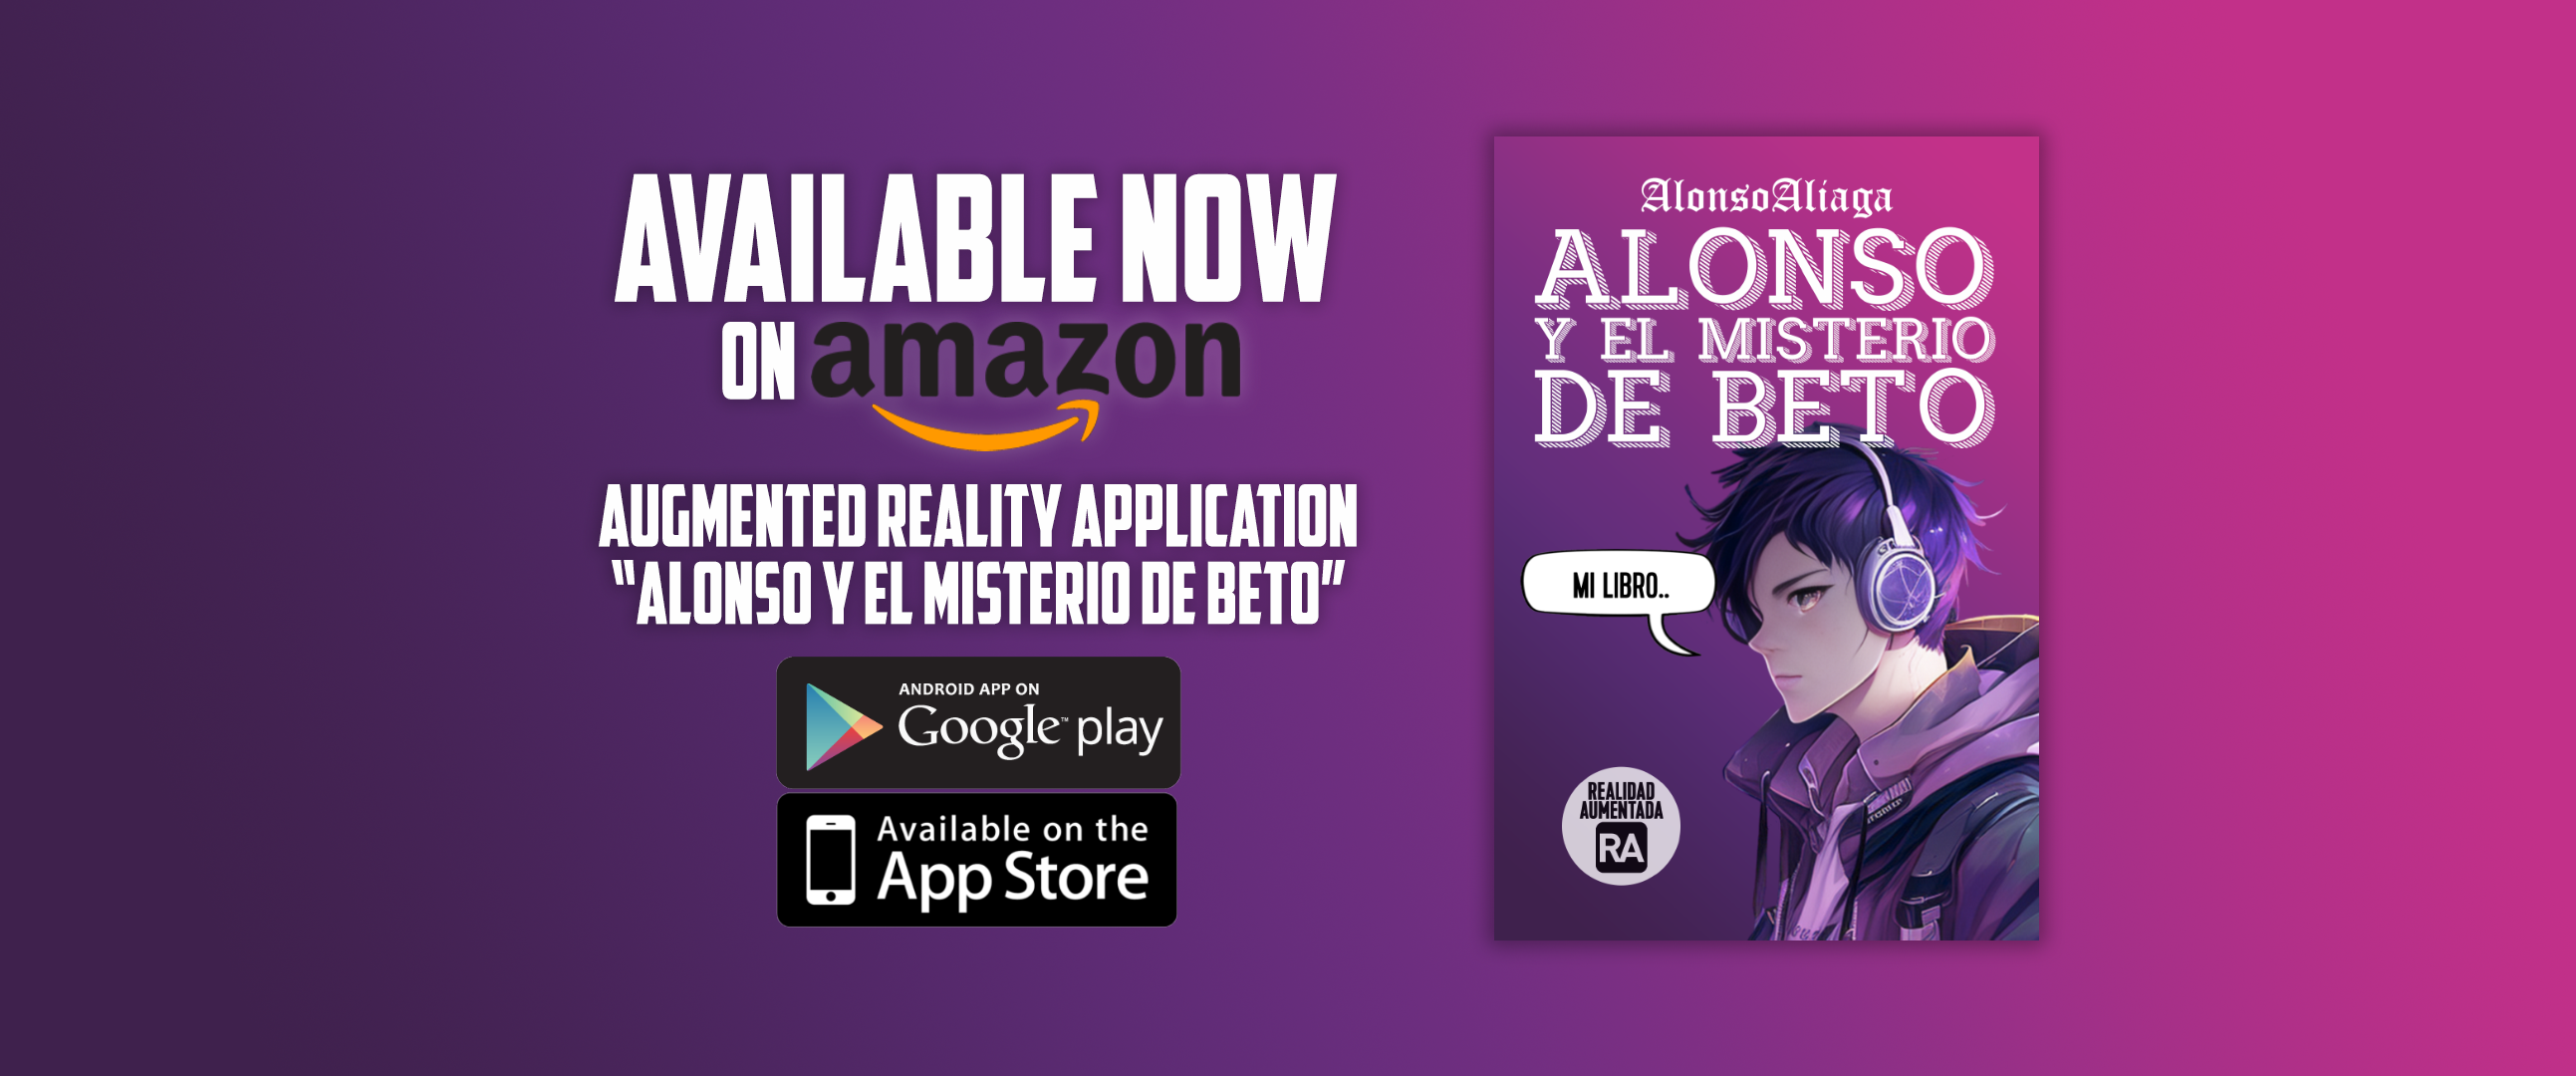 AVAILABLE NOW
ON amazon
AUGMENTED REALITY APPLICATION
"ALONSO Y EL MISTERIO DE BETO"
ANDROID APP ON
Google™ play
Available on the
App Store
AlonsoAliaga
ALONSO
Y EL MISTERIO
DE BETO
MI LIBRO..
REALIDAD
AUMENTADA
RA